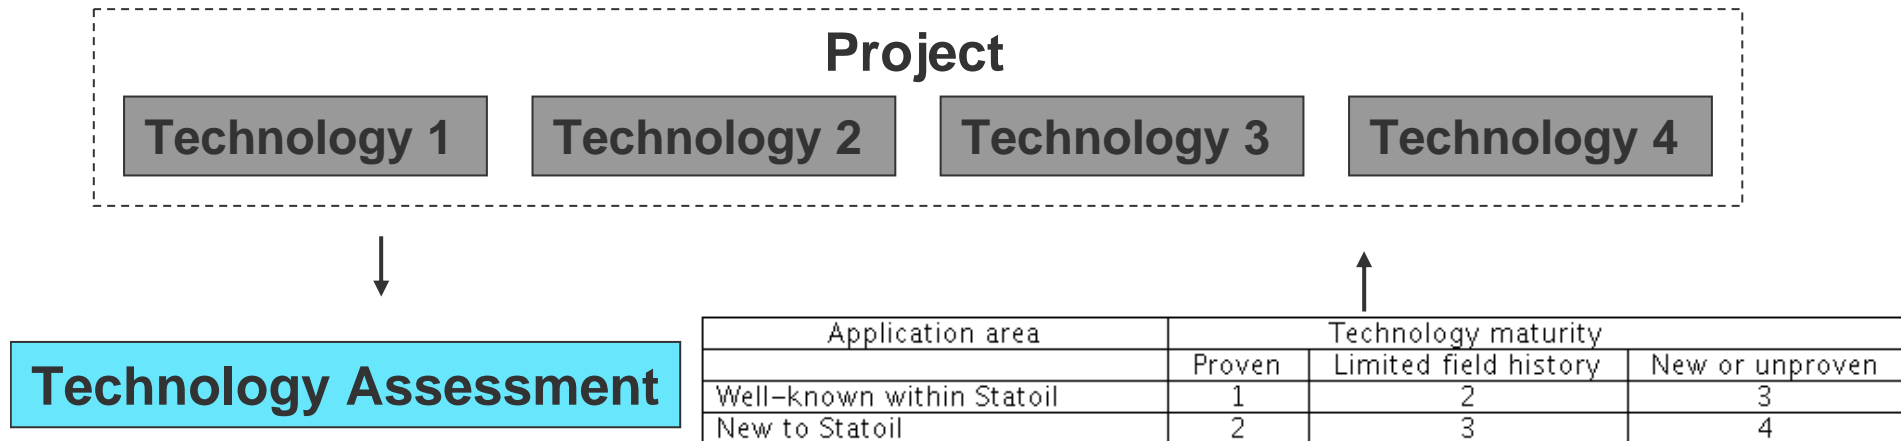 Project
Technology 1 Technology 2 Technology 3 Technology 4
Technology Assessment
Application area Technology maturity
Proven Limited field history New or unproven
Well-known within Statoil 1 2 3
New to Statoil 2 3 4